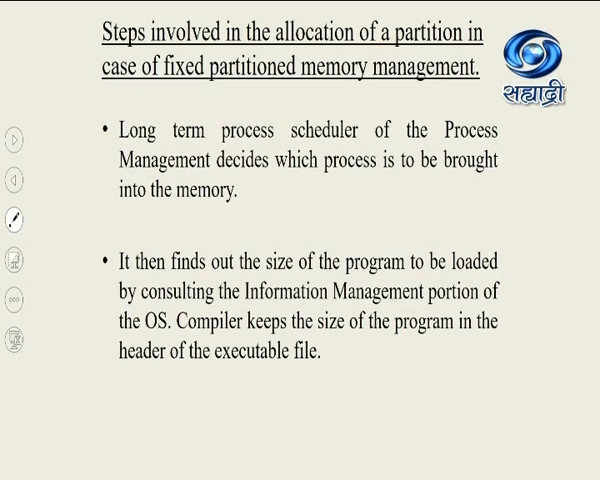 Steps involved in the allocation of a partition in
case of fixed partitioned memory management.
सह्याद्री
• Long term process scheduler of the Process
Management decides which process is to be brought
into the memory.
• It then finds out the size of the program to be loaded
by consulting the Information Management portion of
the OS. Compiler keeps the size of the program in the
header of the executable file.